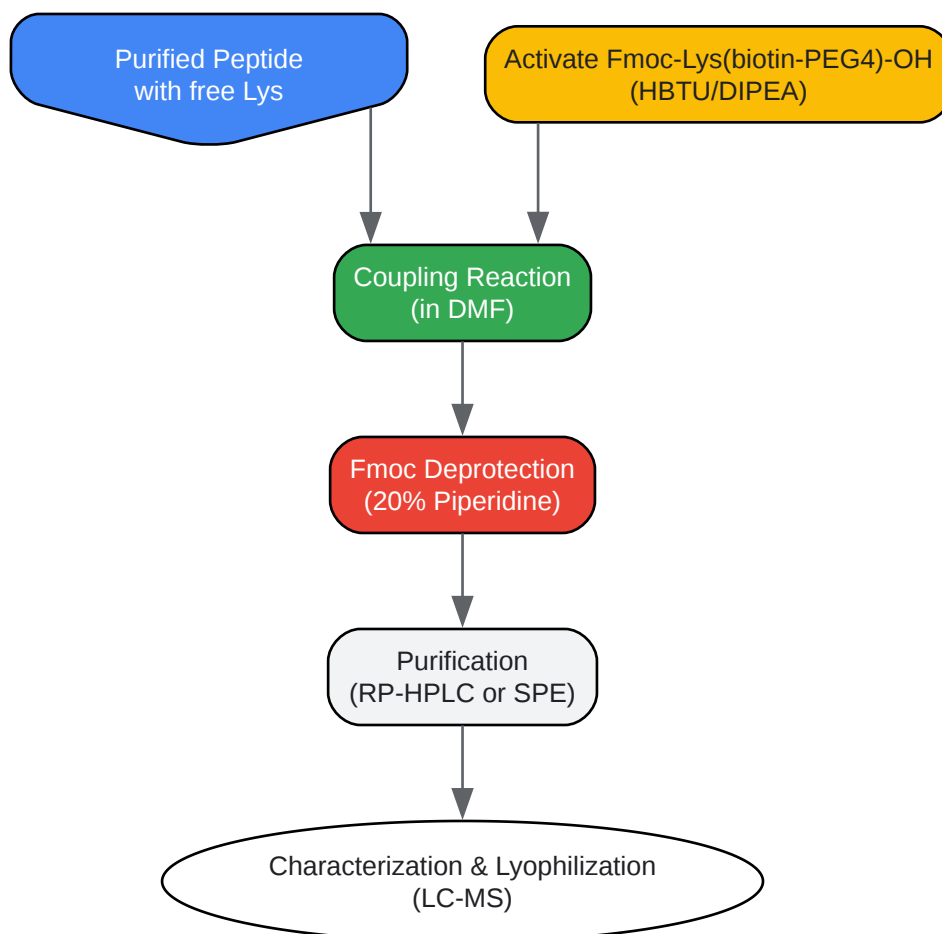 Purified Peptide
with free Lys
Activate Fmoc-Lys(biotin-PEG4)-OH
(HBTU/DIPEA)
Coupling Reaction
(in DMF)
Fmoc Deprotection
(20% Piperidine)
Purification
(RP-HPLC or SPE)
Characterization & Lyophilization
(LC-MS)